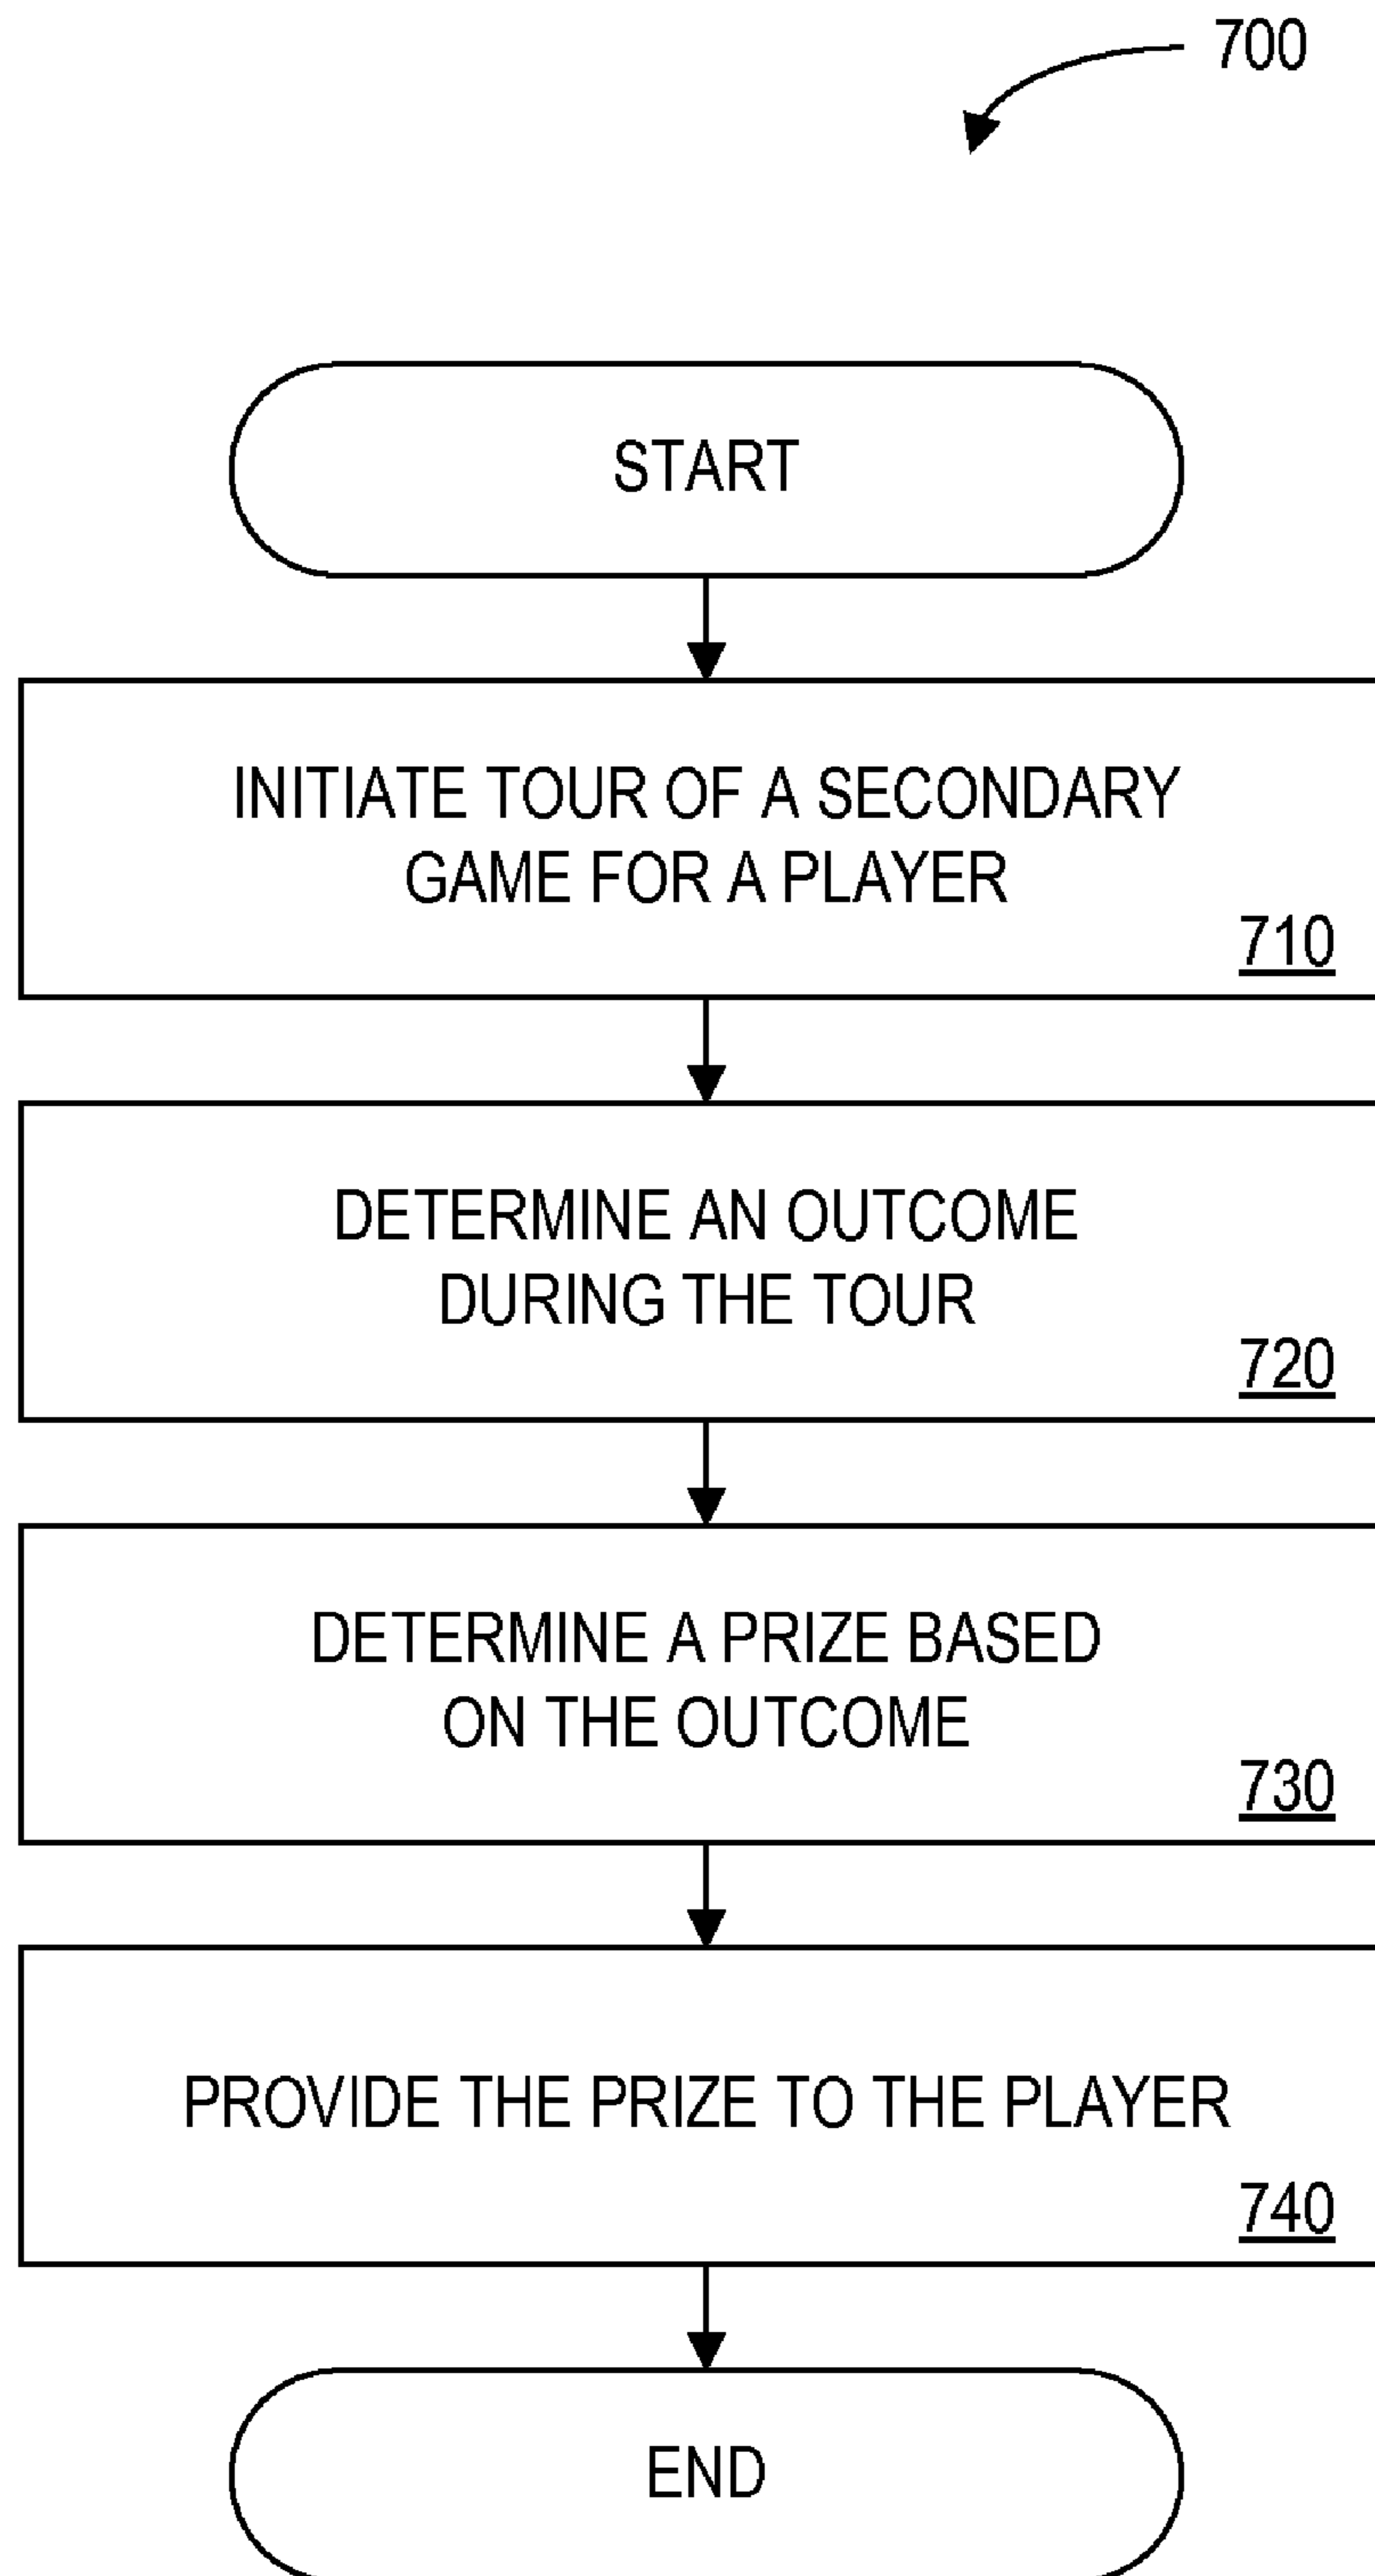 700
START
INITIATE TOUR OF A SECONDARY
GAME FOR A PLAYER
710
DETERMINE AN OUTCOME
DURING THE TOUR
720
DETERMINE A PRIZE BASED
ON THE OUTCOME
730
PROVIDE THE PRIZE TO THE PLAYER
740
END